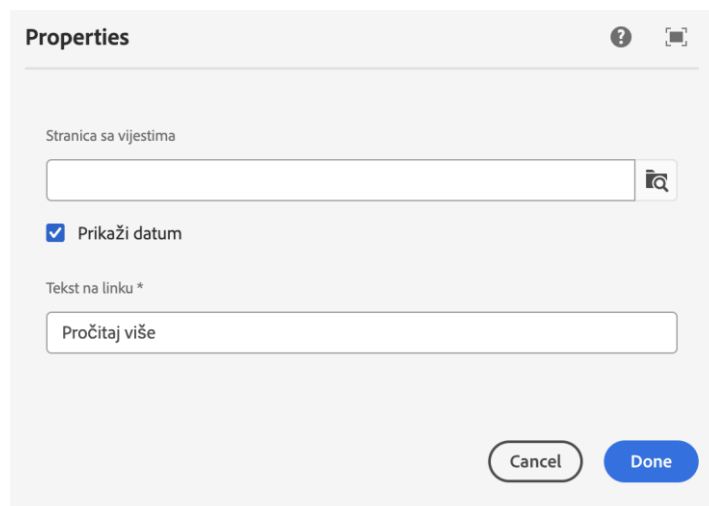 Properties
Stranica sa vijestima
Prikaži datum
Tekst na linku *
Pročitaj više
Cancel
Done